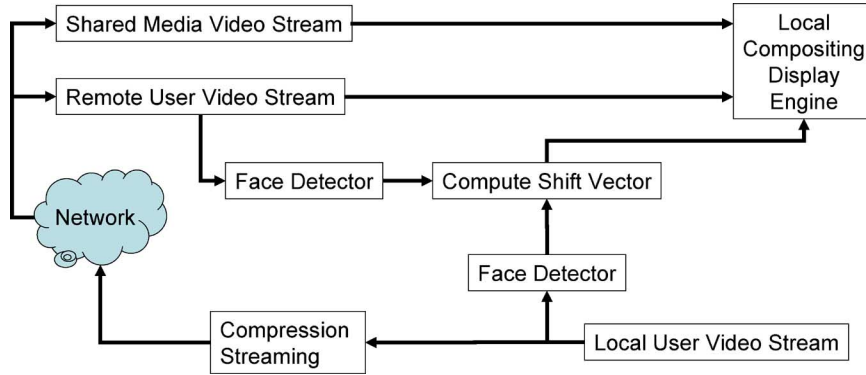 Shared Media Video Stream
Local
Compositing
Display
Engine
Remote User Video Stream
Face Detector
Compute Shift Vector
Network
Face Detector
Compression
Streaming
Local User Video Stream